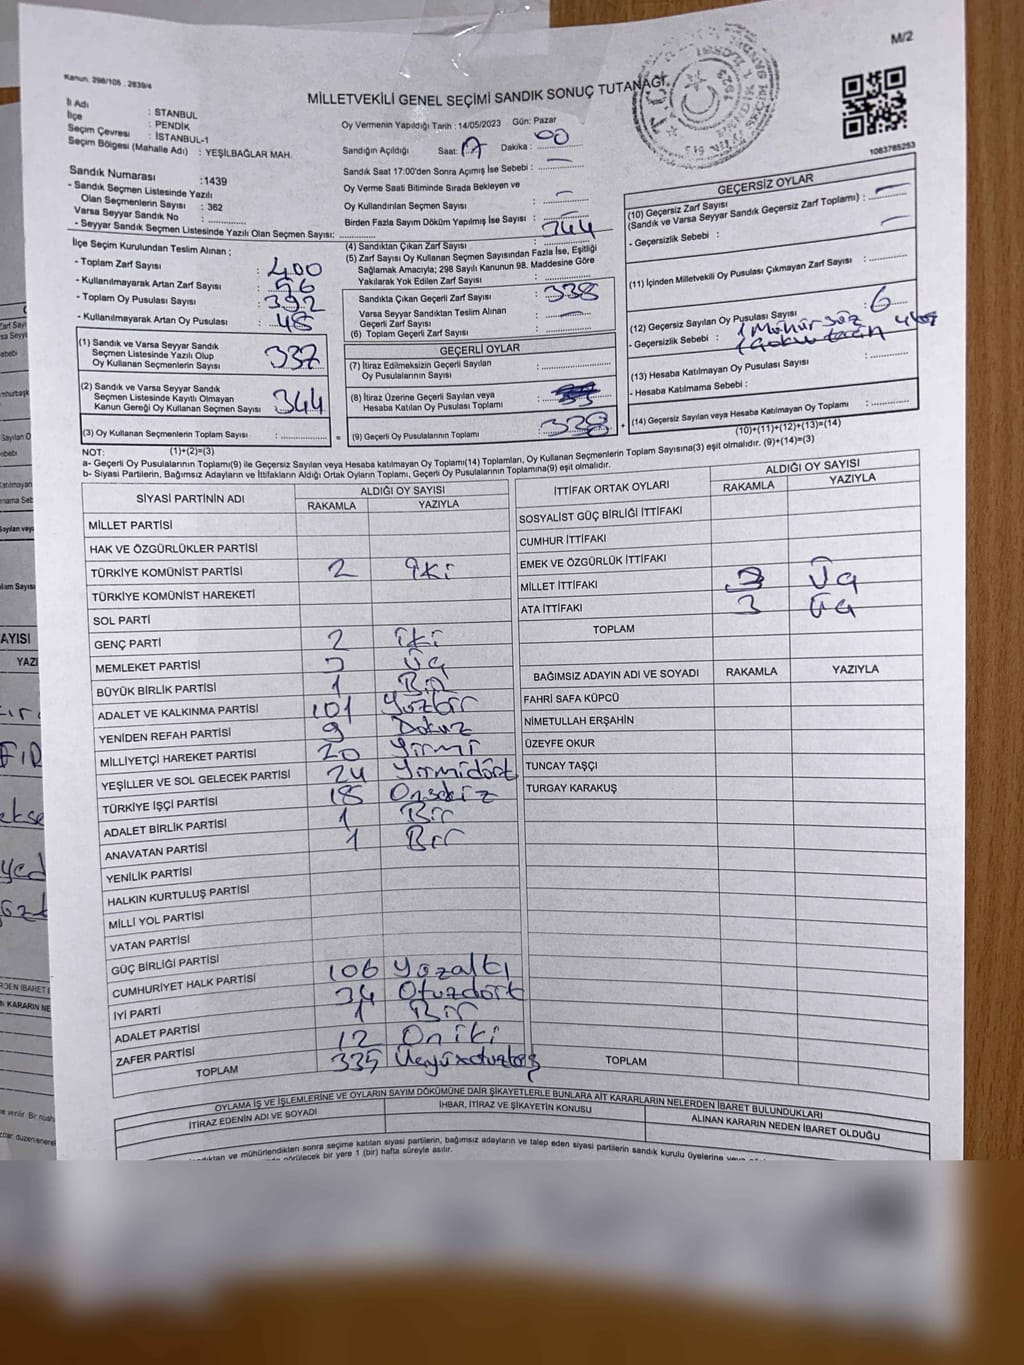 M/2
Kanun. 298/105 , 2839/4
MİLLETVEKİLİ GENEL SEÇİMİ SANDIK SONUÇ TUTANAĞI
1083785253
İl Adı : STANBUL
İlçe : PENDİK
Seçim Çevresi : İSTANBUL-1
Seçim Bölgesi (Mahalle Adı) : YEŞİLBAĞLAR MAH.
Oy Vermenin Yapıldığı Tarih : 14/05/2023 Gün: Pazar
Sandığın Açıldığı Saat: 17 Dakika : 00
Sandık Saat 17:00'den Sonra Açımış İse Sebebi : —
Oy Verme Saati Bitiminde Sırada Bekleyen ve
Oy Kullandırılan Seçmen Sayısı : —
Birden Fazla Sayım Döküm Yapılmış İse Sayısı : —
Sandık Numarası :1439
- Sandık Seçmen Listesinde Yazılı
Olan Seçmenlerin Sayısı : 362
Varsa Seyyar Sandık No :
- Seyyar Sandık Seçmen Listesinde Yazılı Olan Seçmen Sayısı:
İlçe Seçim Kurulundan Teslim Alınan ;
- Toplam Zarf Sayısı : 400
- Kullanılmayarak Artan Zarf Sayısı : 56
- Toplam Oy Pusulası Sayısı : 392
- Kullanılmayarak Artan Oy Pusulası : 48
(1) Sandık ve Varsa Seyyar Sandık
Seçmen Listesinde Yazılı Olup
Oy Kullanan Seçmenlerin Sayısı 337
(2) Sandık ve Varsa Seyyar Sandık
Seçmen Listesinde Kayıtlı Olmayan
Kanun Gereği Oy Kullanan Seçmen Sayısı 344
(3) Oy Kullanan Seçmenlerin Toplam Sayısı :
(4) Sandıktan Çıkan Zarf Sayısı : 344
(5) Zarf Sayısı Oy Kullanan Seçmen Sayısından Fazla İse, Eşitliği
Sağlamak Amacıyla; 298 Sayılı Kanunun 98. Maddesine Göre
Yakılarak Yok Edilen Zarf Sayısı :
Sandıkta Çıkan Geçerli Zarf Sayısı : 338
Varsa Seyyar Sandıktan Teslim Alınan
Geçerli Zarf Sayısı : —
(6) Toplam Geçerli Zarf Sayısı :
GEÇERLİ OYLAR
(7) İtiraz Edilmeksizin Geçerli Sayılan
Oy Pusulalarının Sayısı :
(8) İtiraz Üzerine Geçerli Sayılan veya
Hesaba Katılan Oy Pusulası Toplamı :
(9) Geçerli Oy Pusulalarının Toplamı : 338
GEÇERSİZ OYLAR
(10) Geçersiz Zarf Sayısı
(Sandık ve Varsa Seyyar Sandık Geçersiz Zarf Toplamı) : —
- Geçersizlik Sebebi : —
(11) İçinden Milletvekili Oy Pusulası Çıkmayan Zarf Sayısı :
(12) Geçersiz Sayılan Oy Pusulası Sayısı : 6
- Geçersizlik Sebebi :
(13) Hesaba Katılmayan Oy Pusulası Sayısı :
- Hesaba Katılmama Sebebi :
(14) Geçersiz Sayılan veya Hesaba Katılmayan Oy Toplamı :
(10)+(11)+(12)+(13)=(14)
NOT: (1)+(2)=(3)
a- Geçerli Oy Pusulalarının Toplamı(9) ile Geçersiz Sayılan veya Hesaba katılmayan Oy Toplamı(14) Toplamları, Oy Kullanan Seçmenlerin Toplam Sayısına(3) eşit olmalıdır. (9)+(14)=(3)
b- Siyasi Partilerin, Bağımsız Adayların ve İttifakların Aldığı Ortak Oyların Toplamı, Geçerli Oy Pusulalarının Toplamına(9) eşit olmalıdır.
SİYASİ PARTİNİN ADI ALDIĞI OY SAYISI
RAKAMLA YAZIYLA
MİLLET PARTİSİ
HAK VE ÖZGÜRLÜKLER PARTİSİ
TÜRKİYE KOMÜNİST PARTİSİ 2 iki
TÜRKİYE KOMÜNİST HAREKETİ
SOL PARTİ
GENÇ PARTİ 2 iki
MEMLEKET PARTİSİ 3 Üç
BÜYÜK BİRLİK PARTİSİ 1 Bir
ADALET VE KALKINMA PARTİSİ 101 Yüzbir
YENİDEN REFAH PARTİSİ 9 Dokuz
MİLLİYETÇİ HAREKET PARTİSİ 20 Yirmi
YEŞİLLER VE SOL GELECEK PARTİSİ 24 Yirmidört
TÜRKİYE İŞÇİ PARTİSİ 18 Onsekiz
ADALET BİRLİK PARTİSİ 1 Bir
ANAVATAN PARTİSİ 1 Bir
YENİLİK PARTİSİ
HALKIN KURTULUŞ PARTİSİ
MİLLİ YOL PARTİSİ
VATAN PARTİSİ
GÜÇ BİRLİĞİ PARTİSİ
CUMHURİYET HALK PARTİSİ 106 Yüzaltı
İYİ PARTİ 34 Otuzdört
ADALET PARTİSİ 1 Bir
ZAFER PARTİSİ 12 Oniki
TOPLAM 335 Üçyüzotuzbeş
İTTİFAK ORTAK OYLARI ALDIĞI OY SAYISI
RAKAMLA YAZIYLA
SOSYALİST GÜÇ BİRLİĞİ İTTİFAKI
CUMHUR İTTİFAKI
EMEK VE ÖZGÜRLÜK İTTİFAKI
MİLLET İTTİFAKI 3 Üç
ATA İTTİFAKI 3 Üç
TOPLAM
BAĞIMSIZ ADAYIN ADI VE SOYADI RAKAMLA YAZIYLA
FAHRİ SAFA KÜPCÜ
NİMETULLAH ERŞAHİN
ÜZEYFE OKUR
TUNCAY TAŞÇI
TURGAY KARAKUŞ
TOPLAM
OYLAMA İŞ VE İŞLEMLERİNE VE OYLARIN SAYIM DÖKÜMÜNE DAİR ŞİKAYETLERLE BUNLARA AİT KARARLARIN NELERDEN İBARET BULUNDUKLARI
İTİRAZ EDENİN ADI VE SOYADI İHBAR, İTİRAZ VE ŞİKAYETİN KONUSU ALINAN KARARIN NEDEN İBARET OLDUĞU
ve mühürlendikten sonra seçime katılan siyasi partilerin, bağımsız adayların ve talep eden siyasi partilerin sandık kurulu üyelerine
görülecek bir yere 1 (bir) hafta süreyle asılır.